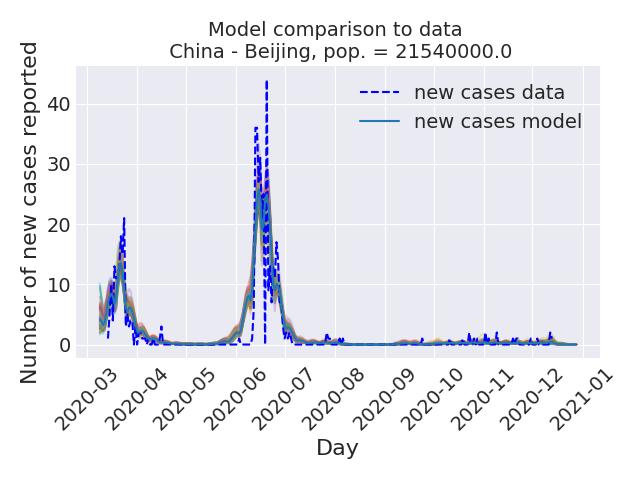 Model comparison to data
China - Beijing, pop. = 21540000.0
Number of new cases reported
40
30
20
10
0
new cases data
new cases model
2020-03
2020-04
2020-05
2020-06
2020-07
2020-08
2020-09
2020-10
2020-11
2020-12
2021-01
Day